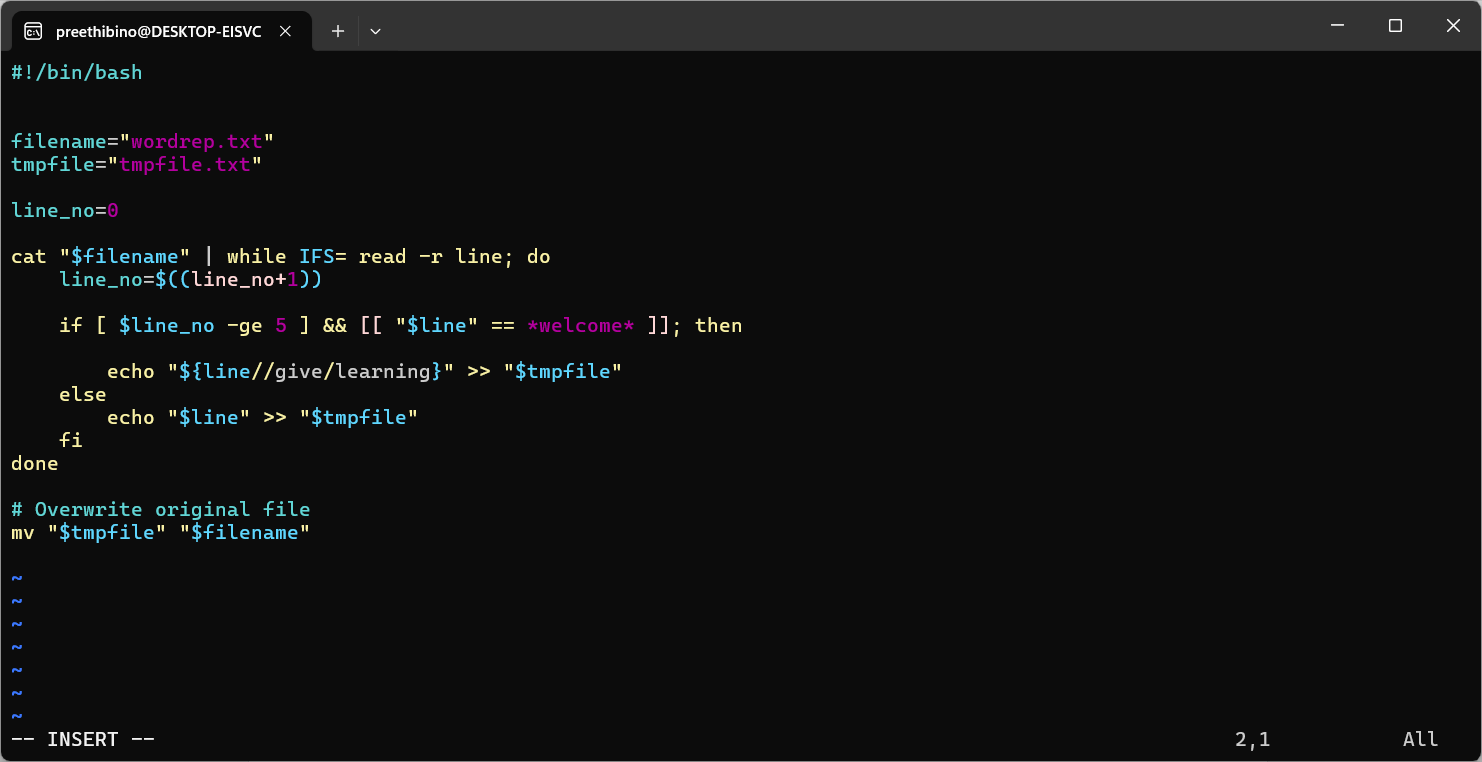 preethibino@DESKTOP-EISVC
#!/bin/bash
filename="wordrep.txt"
tmpfile="tmpfile.txt"
line_no=0
cat "$filename" | while IFS= read -r line; do
    line_no=$((line_no+1))
    if [ $line_no -ge 5 ] && [[ "$line" == *welcome* ]]; then
        echo "${line//give/learning}" >> "$tmpfile"
    else
        echo "$line" >> "$tmpfile"
    fi
done
# Overwrite original file
mv "$tmpfile" "$filename"
~
~
~
~
~
~
~
-- INSERT -- 2,1 All